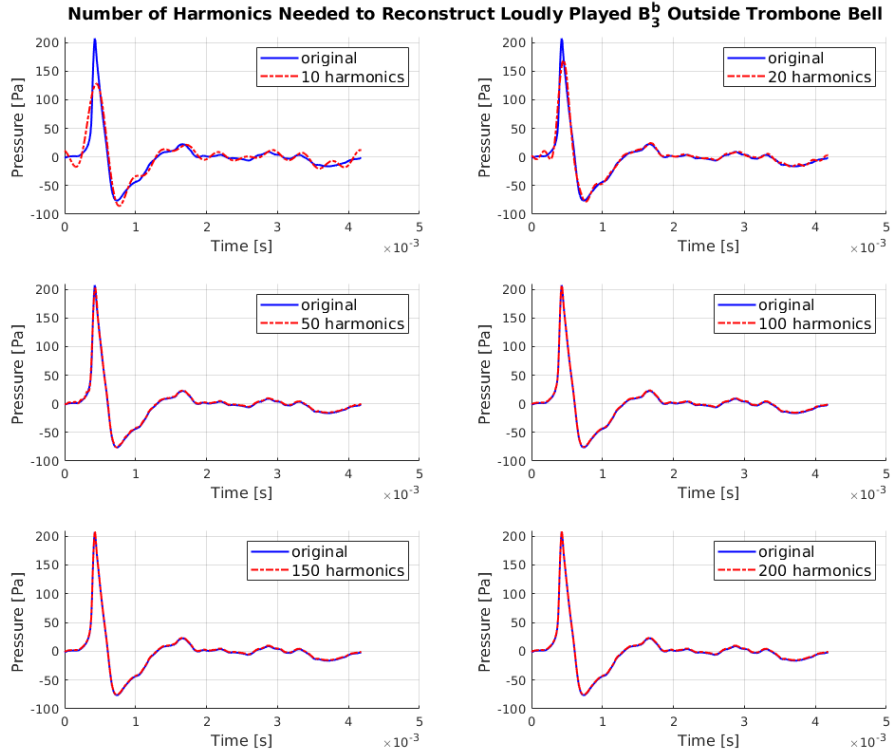 Number of Harmonics Needed to Reconstruct Loudly Played B₃ᵇ Outside Trombone Bell
200
150
100
50
0
-50
-100
Pressure [Pa]
original
10 harmonics
0 1 2 3 4 5
Time [s]
×10⁻³
200
150
100
50
0
-50
-100
Pressure [Pa]
original
20 harmonics
0 1 2 3 4 5
Time [s]
×10⁻³
200
150
100
50
0
-50
-100
Pressure [Pa]
original
50 harmonics
0 1 2 3 4 5
Time [s]
×10⁻³
200
150
100
50
0
-50
-100
Pressure [Pa]
original
100 harmonics
0 1 2 3 4 5
Time [s]
×10⁻³
200
150
100
50
0
-50
-100
Pressure [Pa]
original
150 harmonics
0 1 2 3 4 5
Time [s]
×10⁻³
200
150
100
50
0
-50
-100
Pressure [Pa]
original
200 harmonics
0 1 2 3 4 5
Time [s]
×10⁻³